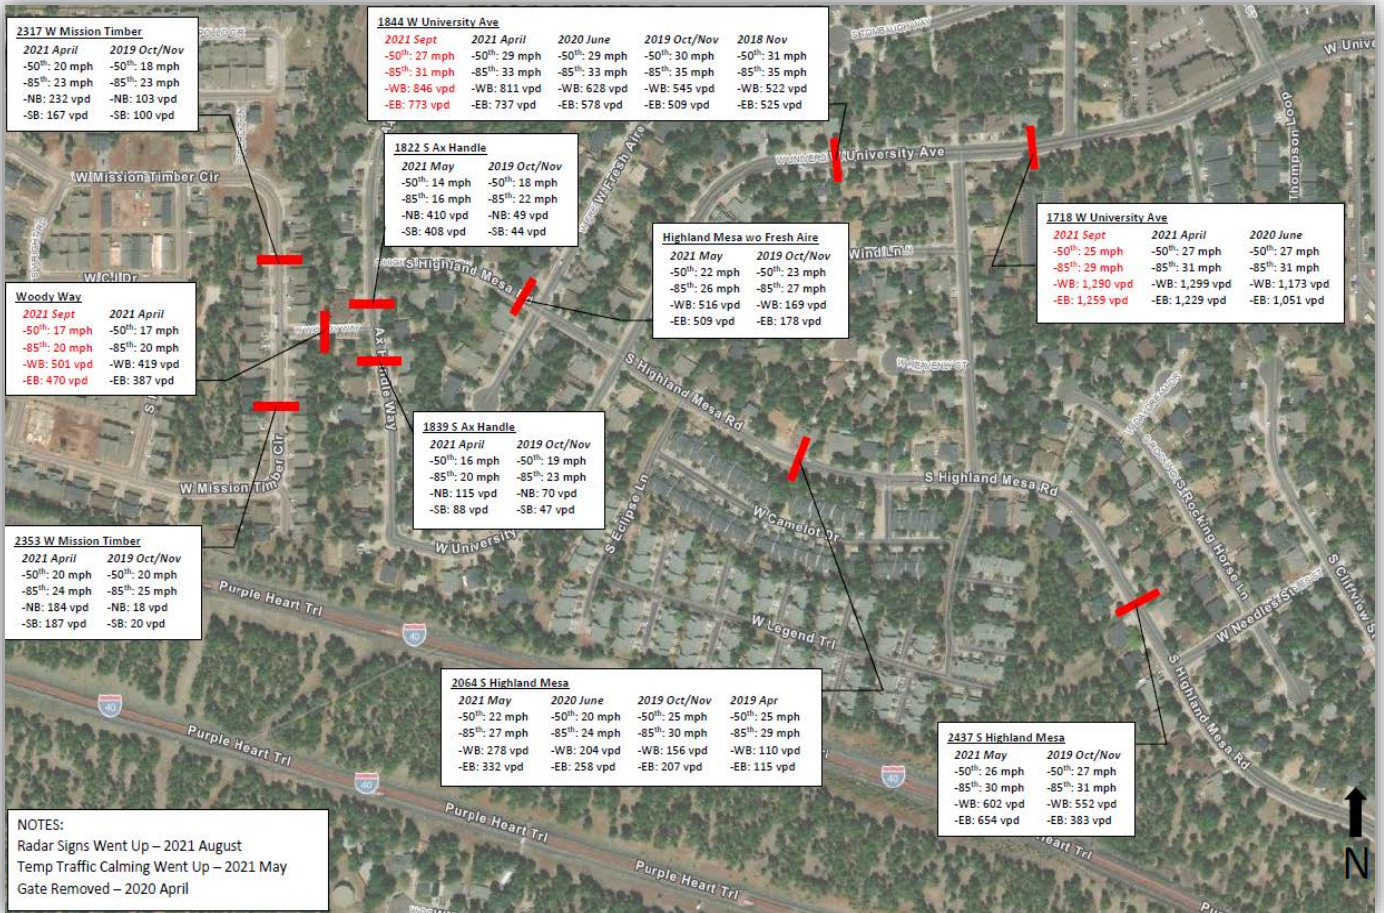 2317 W Mission Timber
2021 April 2019 Oct/Nov
-50th: 20 mph -50th: 18 mph
-85th: 23 mph -85th: 23 mph
-NB: 232 vpd -NB: 103 vpd
-SB: 167 vpd -SB: 100 vpd
1844 W University Ave
2021 Sept 2021 April 2020 June 2019 Oct/Nov 2018 Nov
-50th: 27 mph -50th: 29 mph -50th: 29 mph -50th: 30 mph -50th: 31 mph
-85th: 31 mph -85th: 33 mph -85th: 33 mph -85th: 35 mph -85th: 35 mph
-WB: 846 vpd -WB: 811 vpd -WB: 628 vpd -WB: 545 vpd -WB: 522 vpd
-EB: 773 vpd -EB: 737 vpd -EB: 578 vpd -EB: 509 vpd -EB: 525 vpd
1822 S Ax Handle
2021 May 2019 Oct/Nov
-50th: 14 mph -50th: 18 mph
-85th: 16 mph -85th: 22 mph
-NB: 410 vpd -NB: 49 vpd
-SB: 408 vpd -SB: 44 vpd
Highland Mesa wo Fresh Aire
2021 May 2019 Oct/Nov
-50th: 22 mph -50th: 23 mph
-85th: 26 mph -85th: 27 mph
-WB: 516 vpd -WB: 169 vpd
-EB: 509 vpd -EB: 178 vpd
1718 W University Ave
2021 Sept 2021 April 2020 June
-50th: 25 mph -50th: 27 mph -50th: 27 mph
-85th: 29 mph -85th: 31 mph -85th: 31 mph
-WB: 1,290 vpd -WB: 1,299 vpd -WB: 1,173 vpd
-EB: 1,259 vpd -EB: 1,229 vpd -EB: 1,051 vpd
Woody Way
2021 Sept 2021 April
-50th: 17 mph -50th: 17 mph
-85th: 20 mph -85th: 20 mph
-WB: 501 vpd -WB: 419 vpd
-EB: 470 vpd -EB: 387 vpd
1839 S Ax Handle
2021 April 2019 Oct/Nov
-50th: 16 mph -50th: 19 mph
-85th: 20 mph -85th: 23 mph
-NB: 115 vpd -NB: 70 vpd
-SB: 88 vpd -SB: 47 vpd
2353 W Mission Timber
2021 April 2019 Oct/Nov
-50th: 20 mph -50th: 20 mph
-85th: 24 mph -85th: 25 mph
-NB: 184 vpd -NB: 18 vpd
-SB: 187 vpd -SB: 20 vpd
2064 S Highland Mesa
2021 May 2020 June 2019 Oct/Nov 2019 Apr
-50th: 22 mph -50th: 20 mph -50th: 25 mph -50th: 25 mph
-85th: 27 mph -85th: 24 mph -85th: 30 mph -85th: 29 mph
-WB: 278 vpd -WB: 204 vpd -WB: 156 vpd -WB: 110 vpd
-EB: 332 vpd -EB: 258 vpd -EB: 207 vpd -EB: 115 vpd
2437 S Highland Mesa
2021 May 2019 Oct/Nov
-50th: 26 mph -50th: 27 mph
-85th: 30 mph -85th: 31 mph
-WB: 602 vpd -WB: 552 vpd
-EB: 654 vpd -EB: 383 vpd
NOTES:
Radar Signs Went Up – 2021 August
Temp Traffic Calming Went Up – 2021 May
Gate Removed – 2020 April
N
W Mission Timber Cir
W Fresh Aire
University Ave
W Unive
Thompson Loop
Wind Ln
S Highland Mesa
W C J Dr
Ax Handle Way
S Highland Mesa Rd
W HEAVENLY CT
S Highland Mesa Rd
S Rocking Horse Ln
S Cliffview St
W Needles
W Mission Timber Cir
W University
S Eclipse Ln
W Camelot Dr
W Legend Trl
S Highland Mesa Rd
Purple Heart Trl
40
40
Purple Heart Trl
40
40
Purple Heart Trl
Purple Heart Trl
art Trl